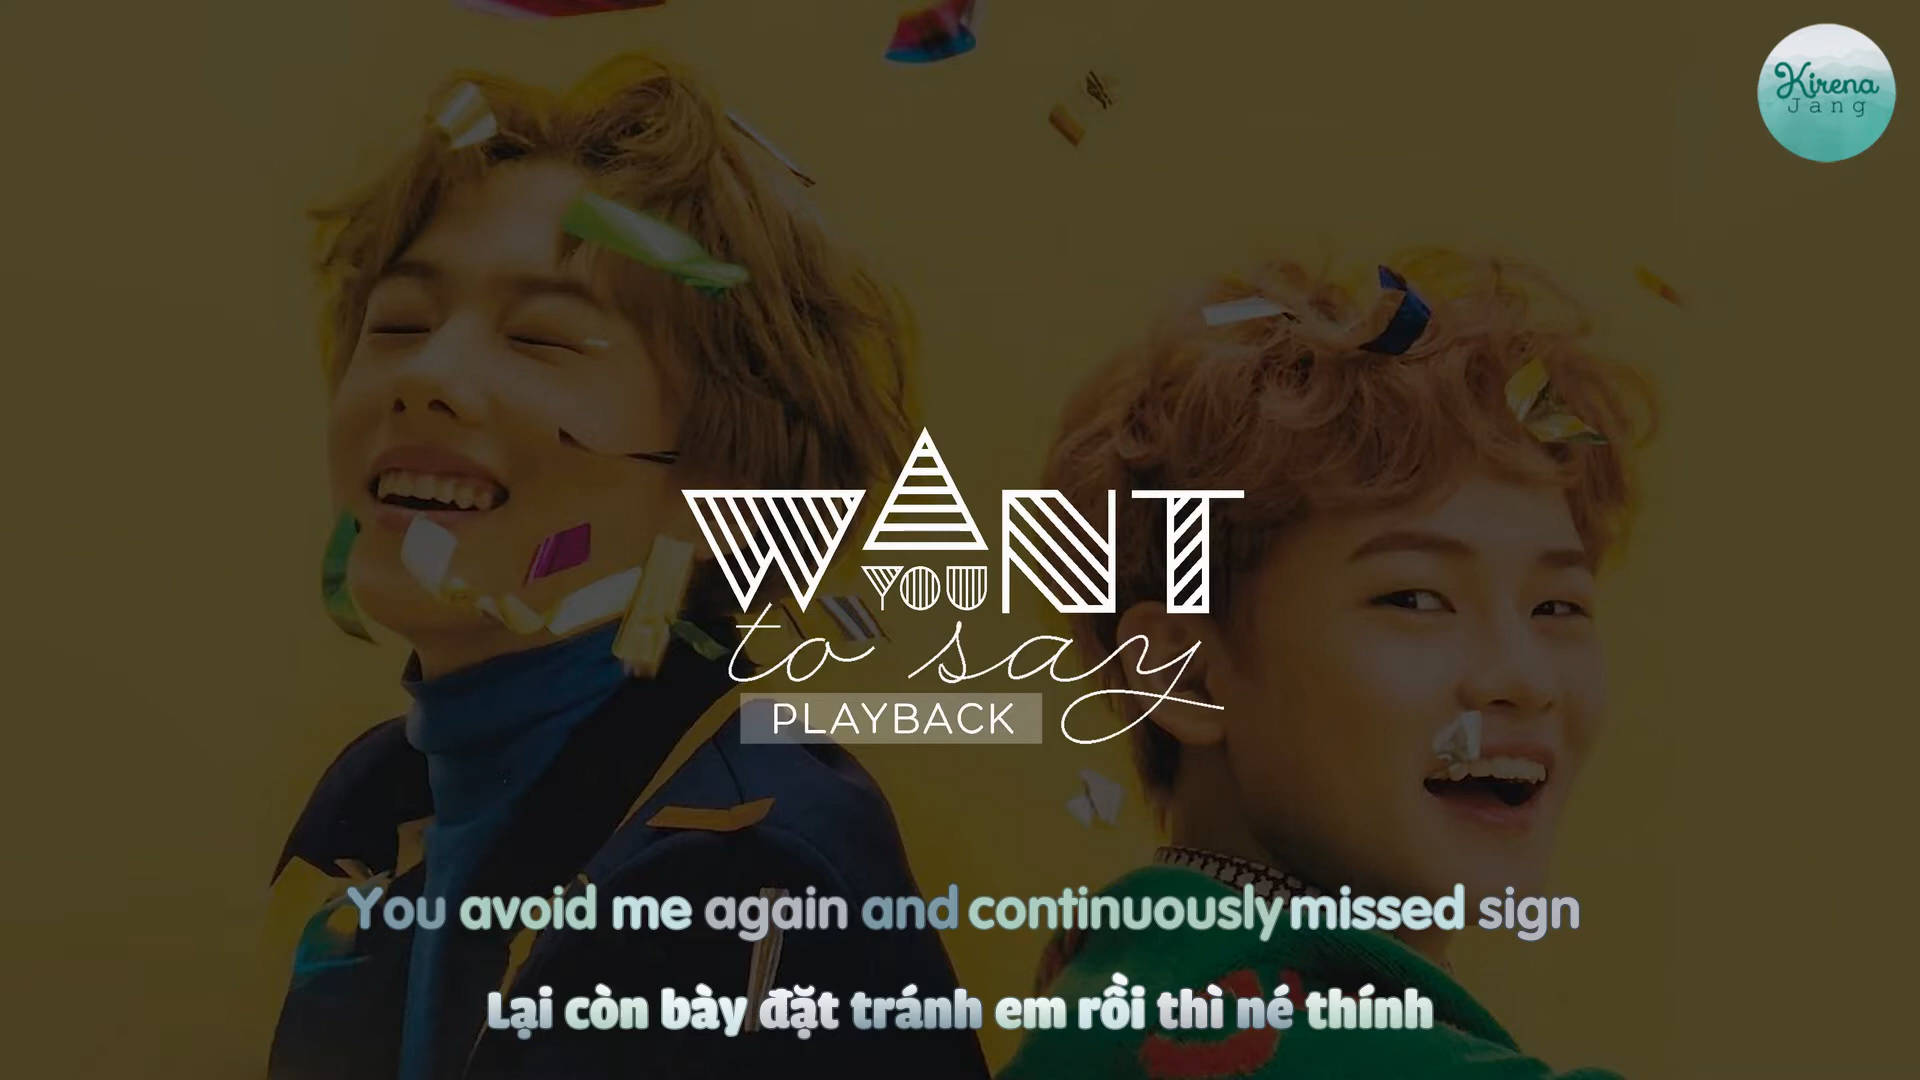 Kirena
Jang
WANT
YOU
to say
PLAYBACK
You avoid me again and continuously missed sign
Lại còn bày đặt tránh em rồi thì né thính